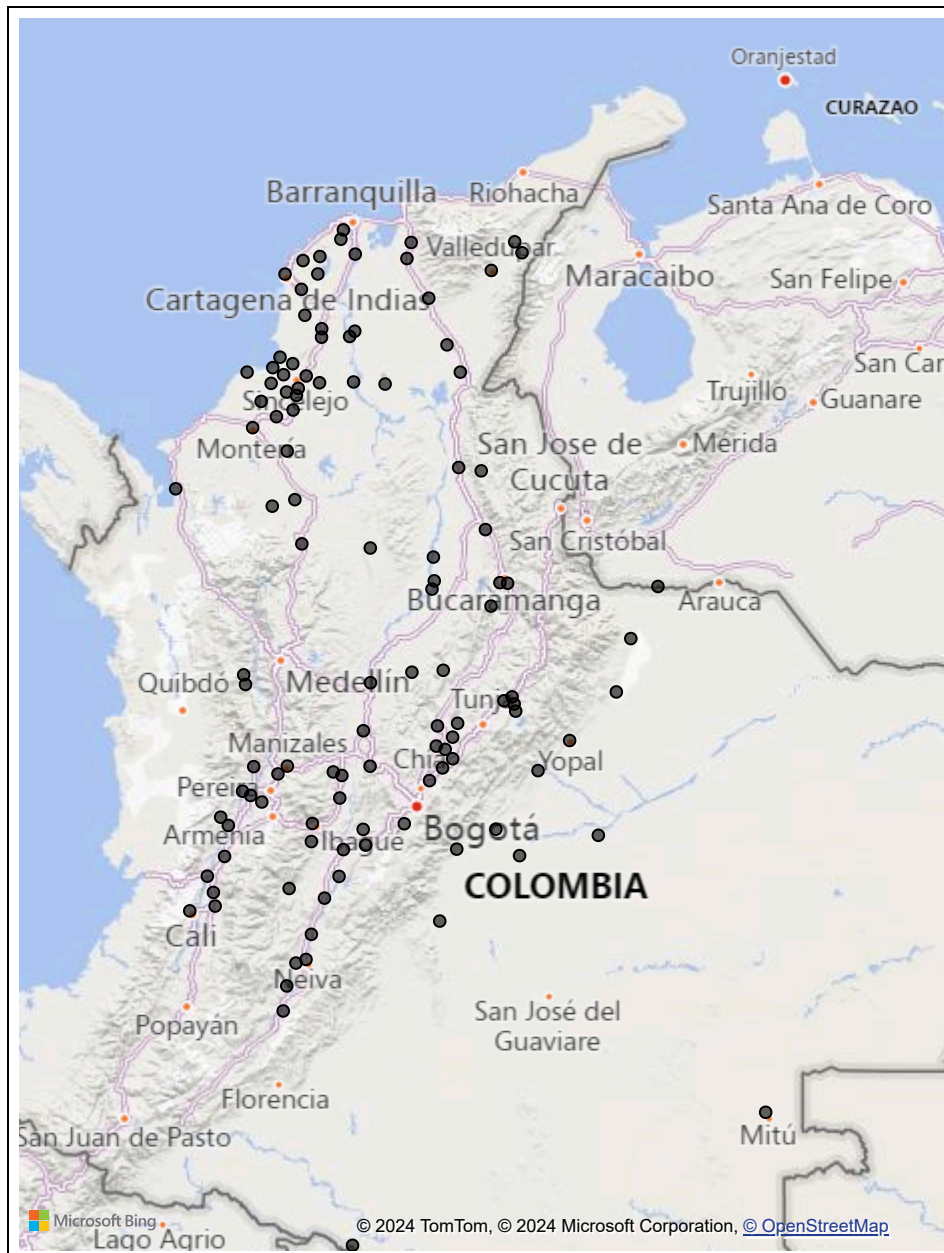 Oranjestad
CURAZAO
Barranquilla
Riohacha
Santa Ana de Coro
Valledupar
Maracaibo
San Felipe
Cartagena de Indias
San Car
Trujillo
Guanare
Sincelejo
Montería
San Jose de
Cucuta
Mérida
San Cristóbal
Bucaramanga
Arauca
Quibdó
Medellín
Tunj
Manizales
Chía
Yopal
Pereira
Armenia
Ibagué
Bogotá
COLOMBIA
Cali
Neiva
San José del
Guaviare
Popayán
Florencia
San Juan de Pasto
Mitú
Microsoft Bing
Lago Agrio
© 2024 TomTom, © 2024 Microsoft Corporation, © OpenStreetMap